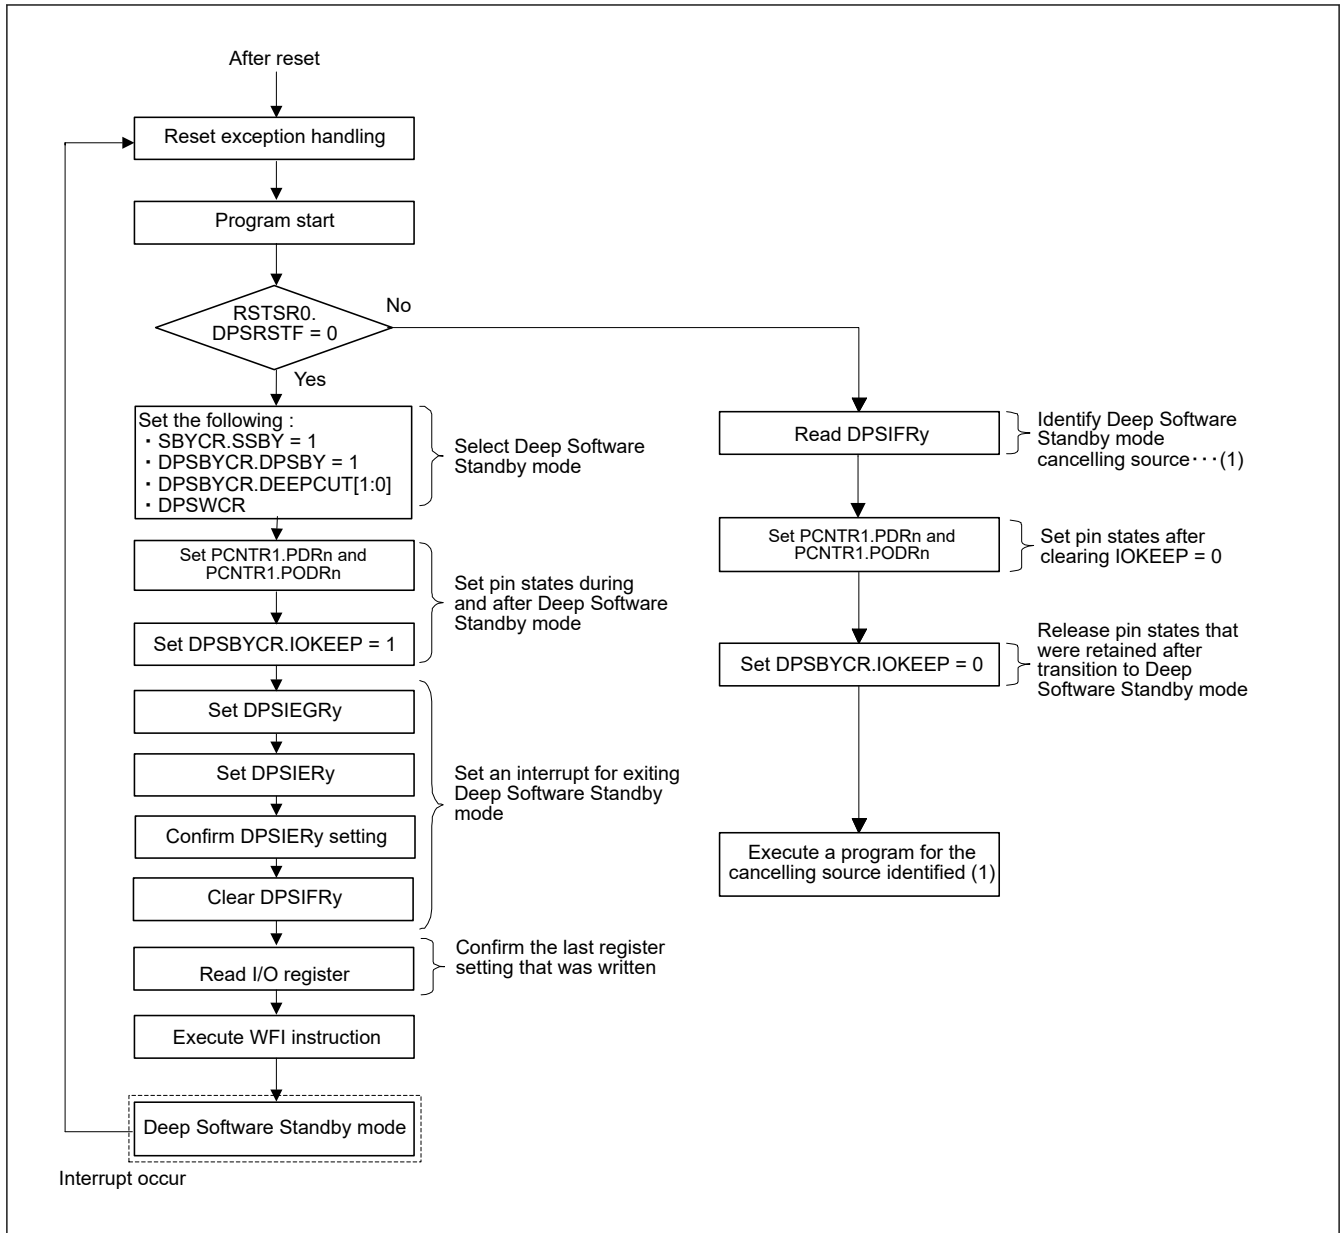 After reset
Reset exception handling
Program start
RSTSR0.
DPSRSTF = 0
No
Yes
Set the following :
・SBYCR.SSBY = 1
・DPSBYCR.DPSBY = 1
・DPSBYCR.DEEPCUT[1:0]
・DPSWCR
Select Deep Software
Standby mode
Set PCNTR1.PDRn and
PCNTR1.PODRn
Set DPSBYCR.IOKEEP = 1
Set pin states during
and after Deep Software
Standby mode
Set DPSIEGRy
Set DPSIERy
Confirm DPSIERy setting
Clear DPSIFRy
Set an interrupt for exiting
Deep Software Standby
mode
Read I/O register
Confirm the last register
setting that was written
Execute WFI instruction
Deep Software Standby mode
Interrupt occur
Read DPSIFRy
Identify Deep Software
Standby mode
cancelling source・・・(1)
Set PCNTR1.PDRn and
PCNTR1.PODRn
Set pin states after
clearing IOKEEP = 0
Set DPSBYCR.IOKEEP = 0
Release pin states that
were retained after
transition to Deep
Software Standby mode
Execute a program for the
cancelling source identified (1)